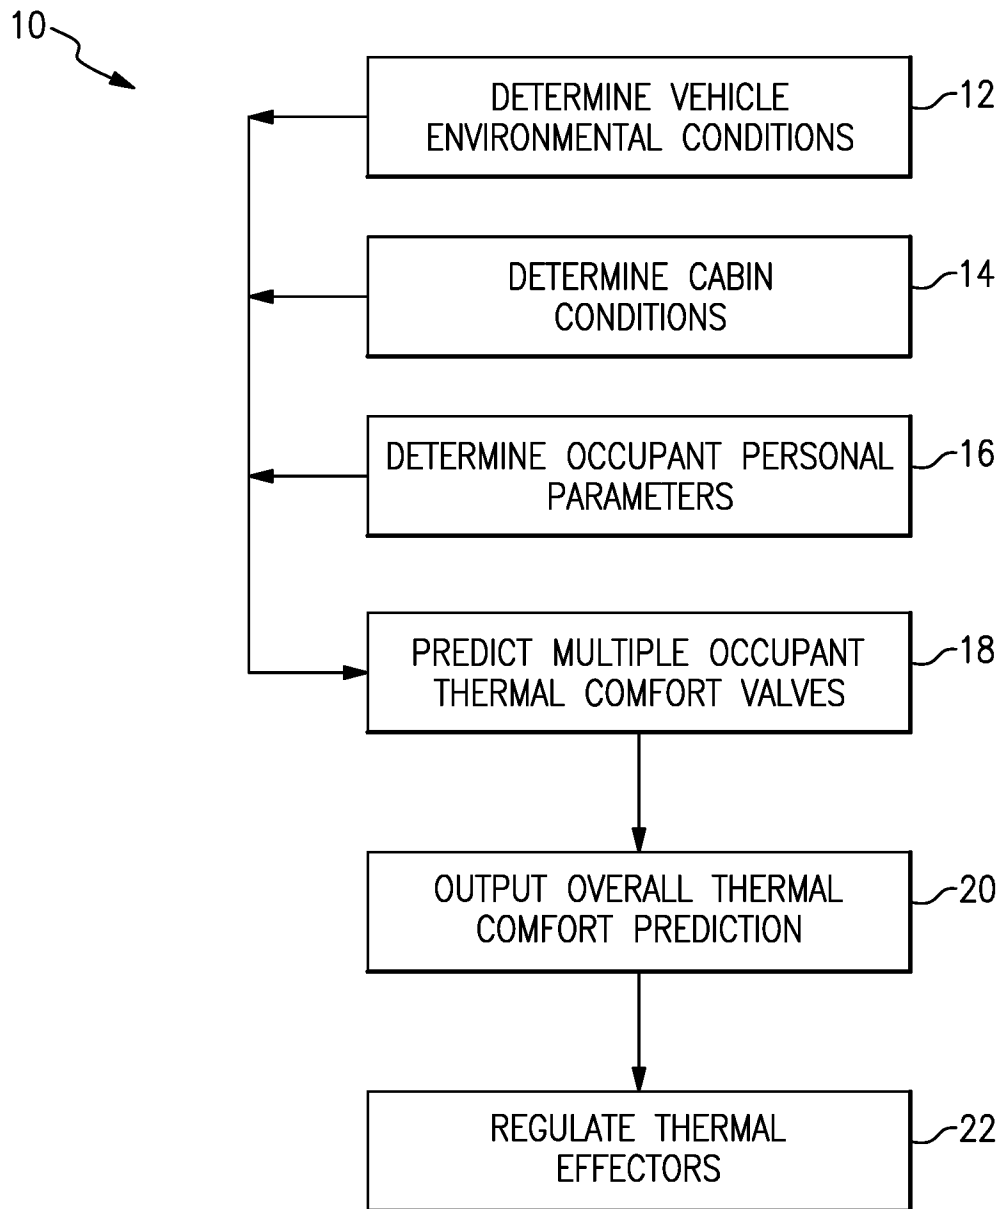 10
DETERMINE VEHICLE
ENVIRONMENTAL CONDITIONS
12
DETERMINE CABIN
CONDITIONS
14
DETERMINE OCCUPANT PERSONAL
PARAMETERS
16
PREDICT MULTIPLE OCCUPANT
THERMAL COMFORT VALVES
18
OUTPUT OVERALL THERMAL
COMFORT PREDICTION
20
REGULATE THERMAL
EFFECTORS
22